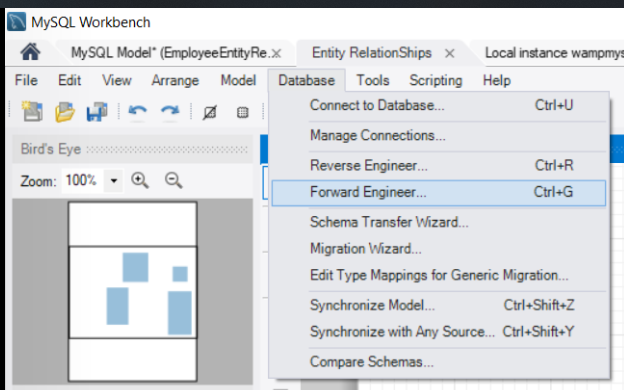 MySQL Workbench
MySQL Model* (EmployeeEntityRe.. × Entity RelationShips × Local instance wampmys
File Edit View Arrange Model Database Tools Scripting Help
Connect to Database... Ctrl+U
Manage Connections...
Bird's Eye
Reverse Engineer... Ctrl+R
Zoom: 100%
Forward Engineer... Ctrl+G
Schema Transfer Wizard...
Migration Wizard...
Edit Type Mappings for Generic Migration...
Synchronize Model... Ctrl+Shift+Z
Synchronize with Any Source... Ctrl+Shift+Y
Compare Schemas...